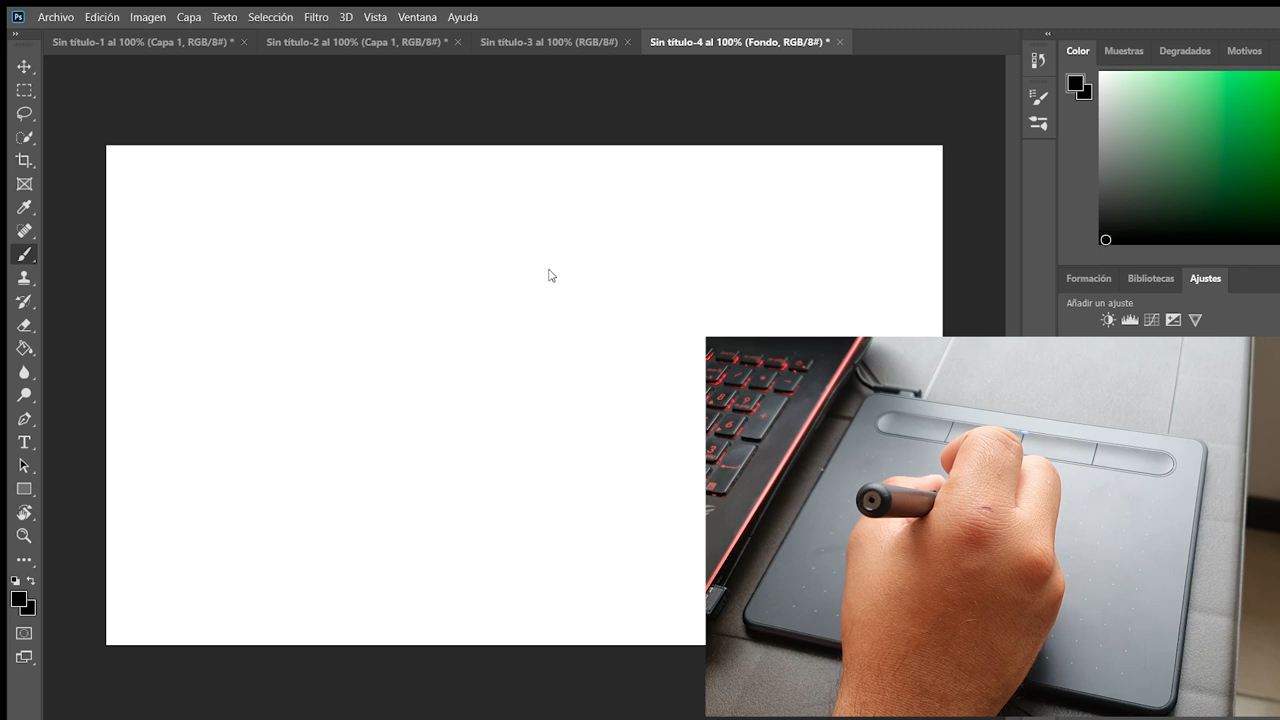 Ps Archivo Edición Imagen Capa Texto Selección Filtro 3D Vista Ventana Ayuda
Sin título-1 al 100% (Capa 1, RGB/8#) * Sin título-2 al 100% (Capa 1, RGB/8#) * Sin título-3 al 100% (RGB/8#) Sin título-4 al 100% (Fondo, RGB/8#) *
Color Muestras Degradados Motivos
Formación Bibliotecas Ajustes
Añadir un ajuste